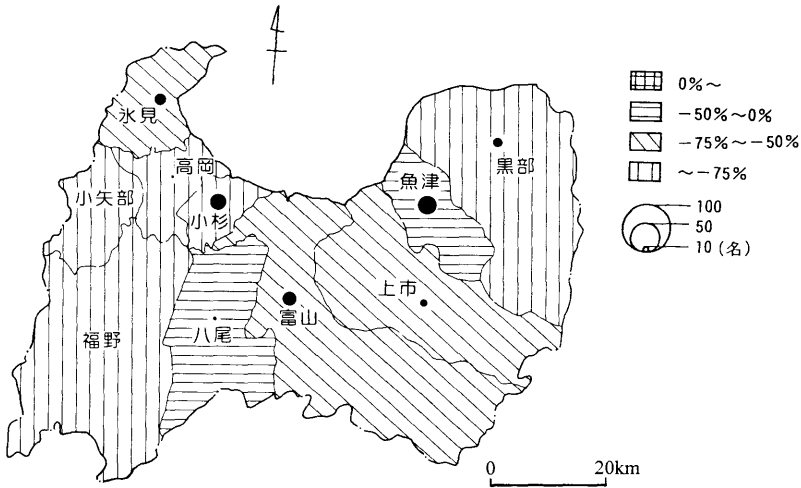 氷見
高岡
小矢部
小杉
魚津
黒部
上市
富山
八尾
福野
0%~
-50%~0%
-75%~-50%
~-75%
100
50
10(名)
0 20km